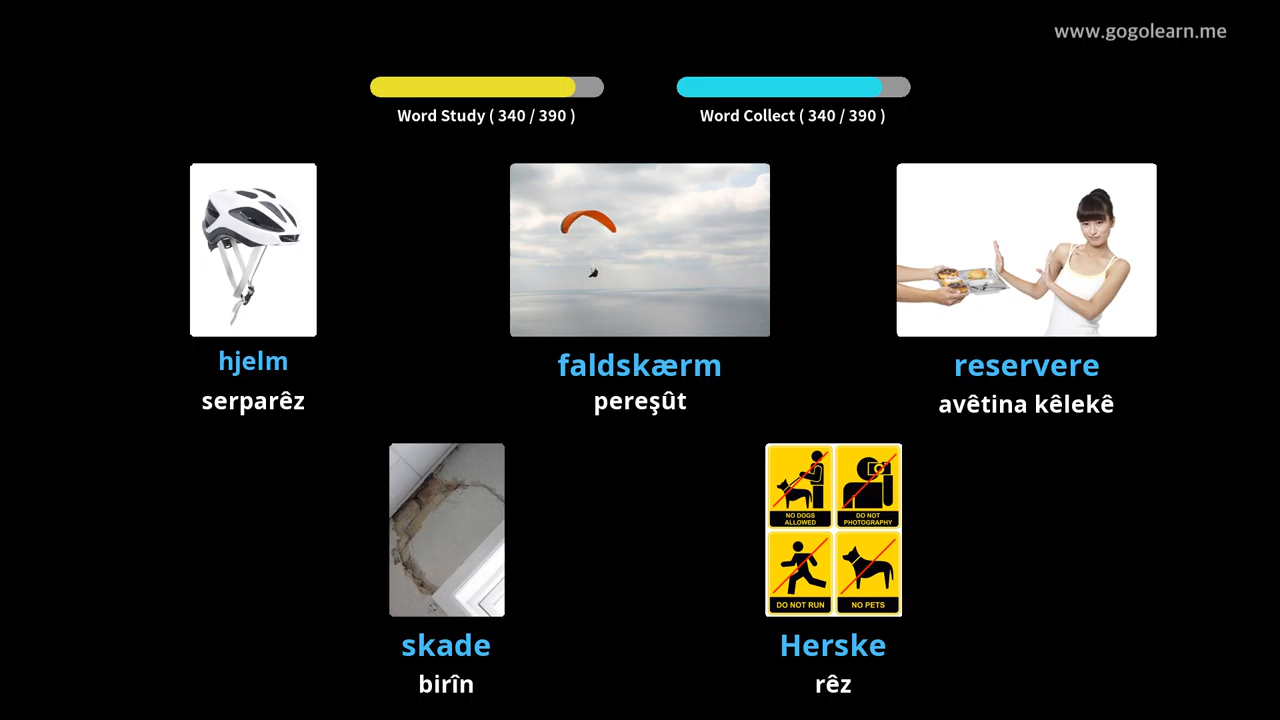 www.gogolearn.me
Word Study ( 340 / 390 )
Word Collect ( 340 / 390 )
hjelm
serparêz
faldskærm
pereşût
reservere
avêtina kêlekê
NO DOGS
ALLOWED
DO NOT
PHOTOGRAPHY
DO NOT RUN
NO PETS
skade
birîn
Herske
rêz